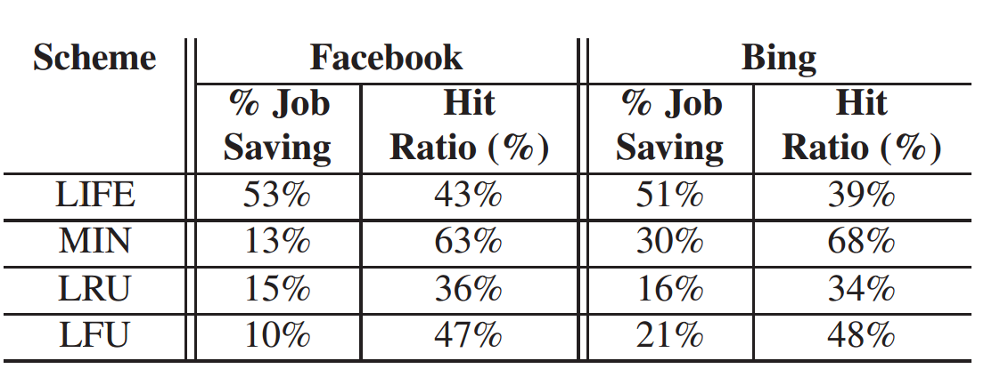 Scheme Facebook Bing
% Job Hit % Job Hit
Saving Ratio (%) Saving Ratio (%)
LIFE 53% 43% 51% 39%
MIN 13% 63% 30% 68%
LRU 15% 36% 16% 34%
LFU 10% 47% 21% 48%